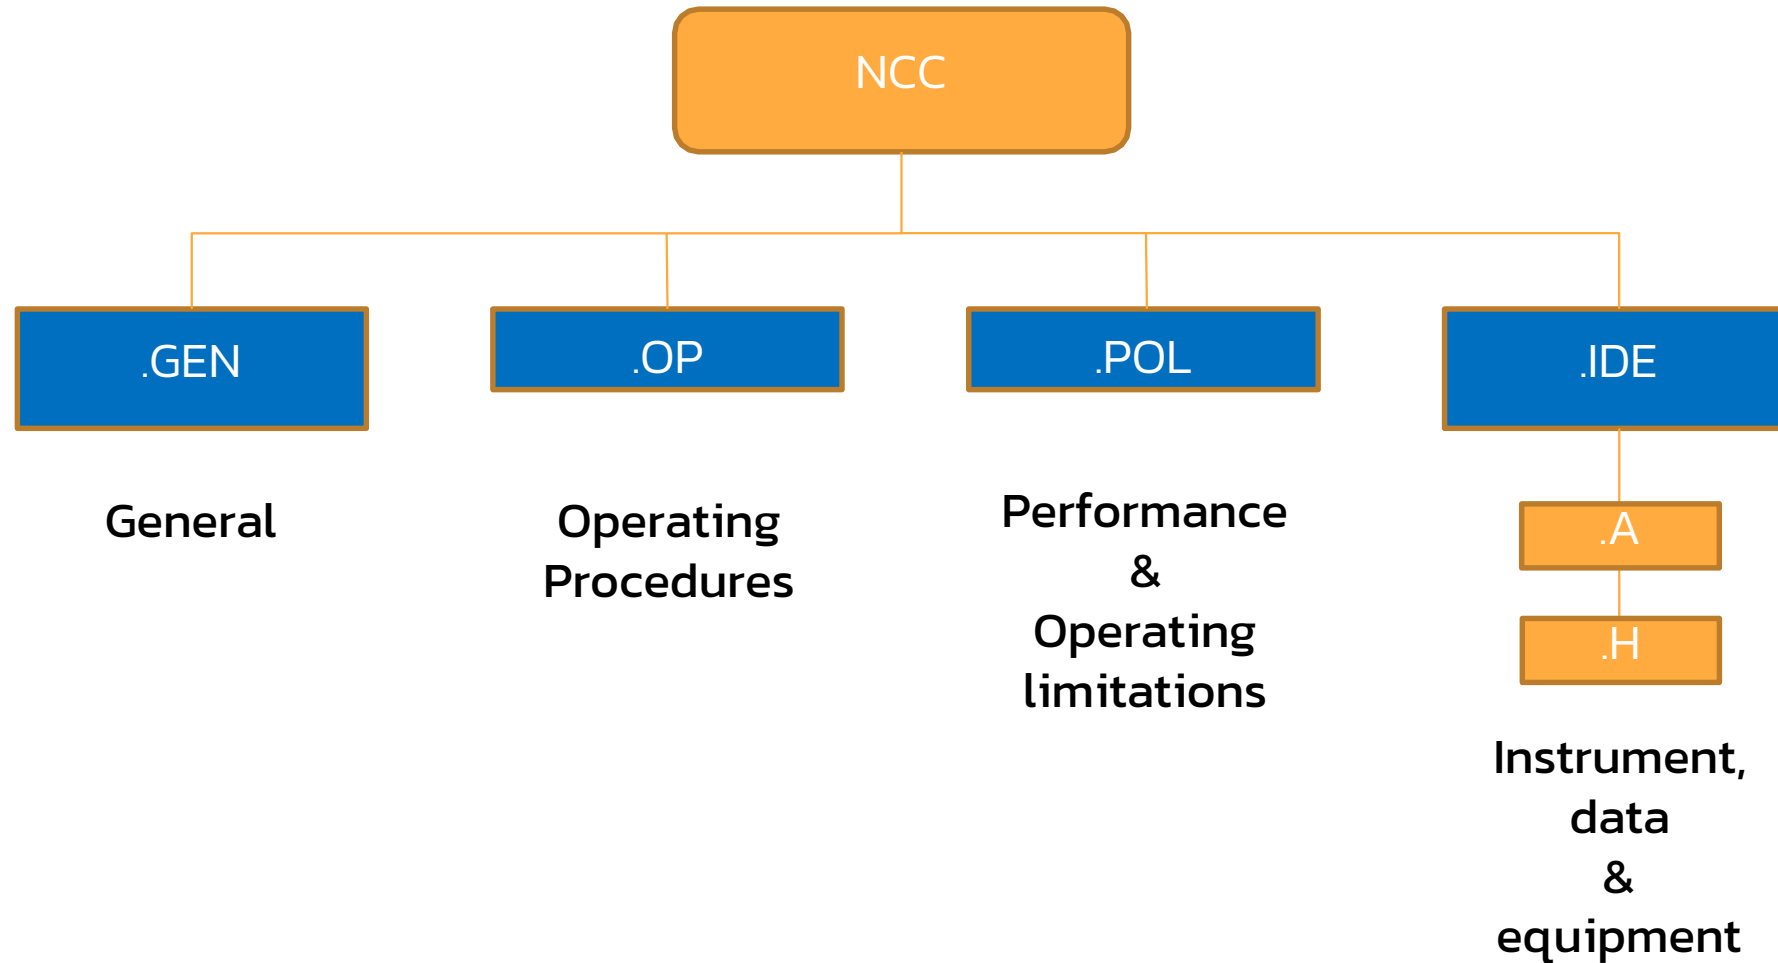 NCC
.GEN
.OP
.POL
.IDE
General
Operating
Procedures
Performance
&
Operating
limitations
.A
.H
Instrument,
data
&
equipment